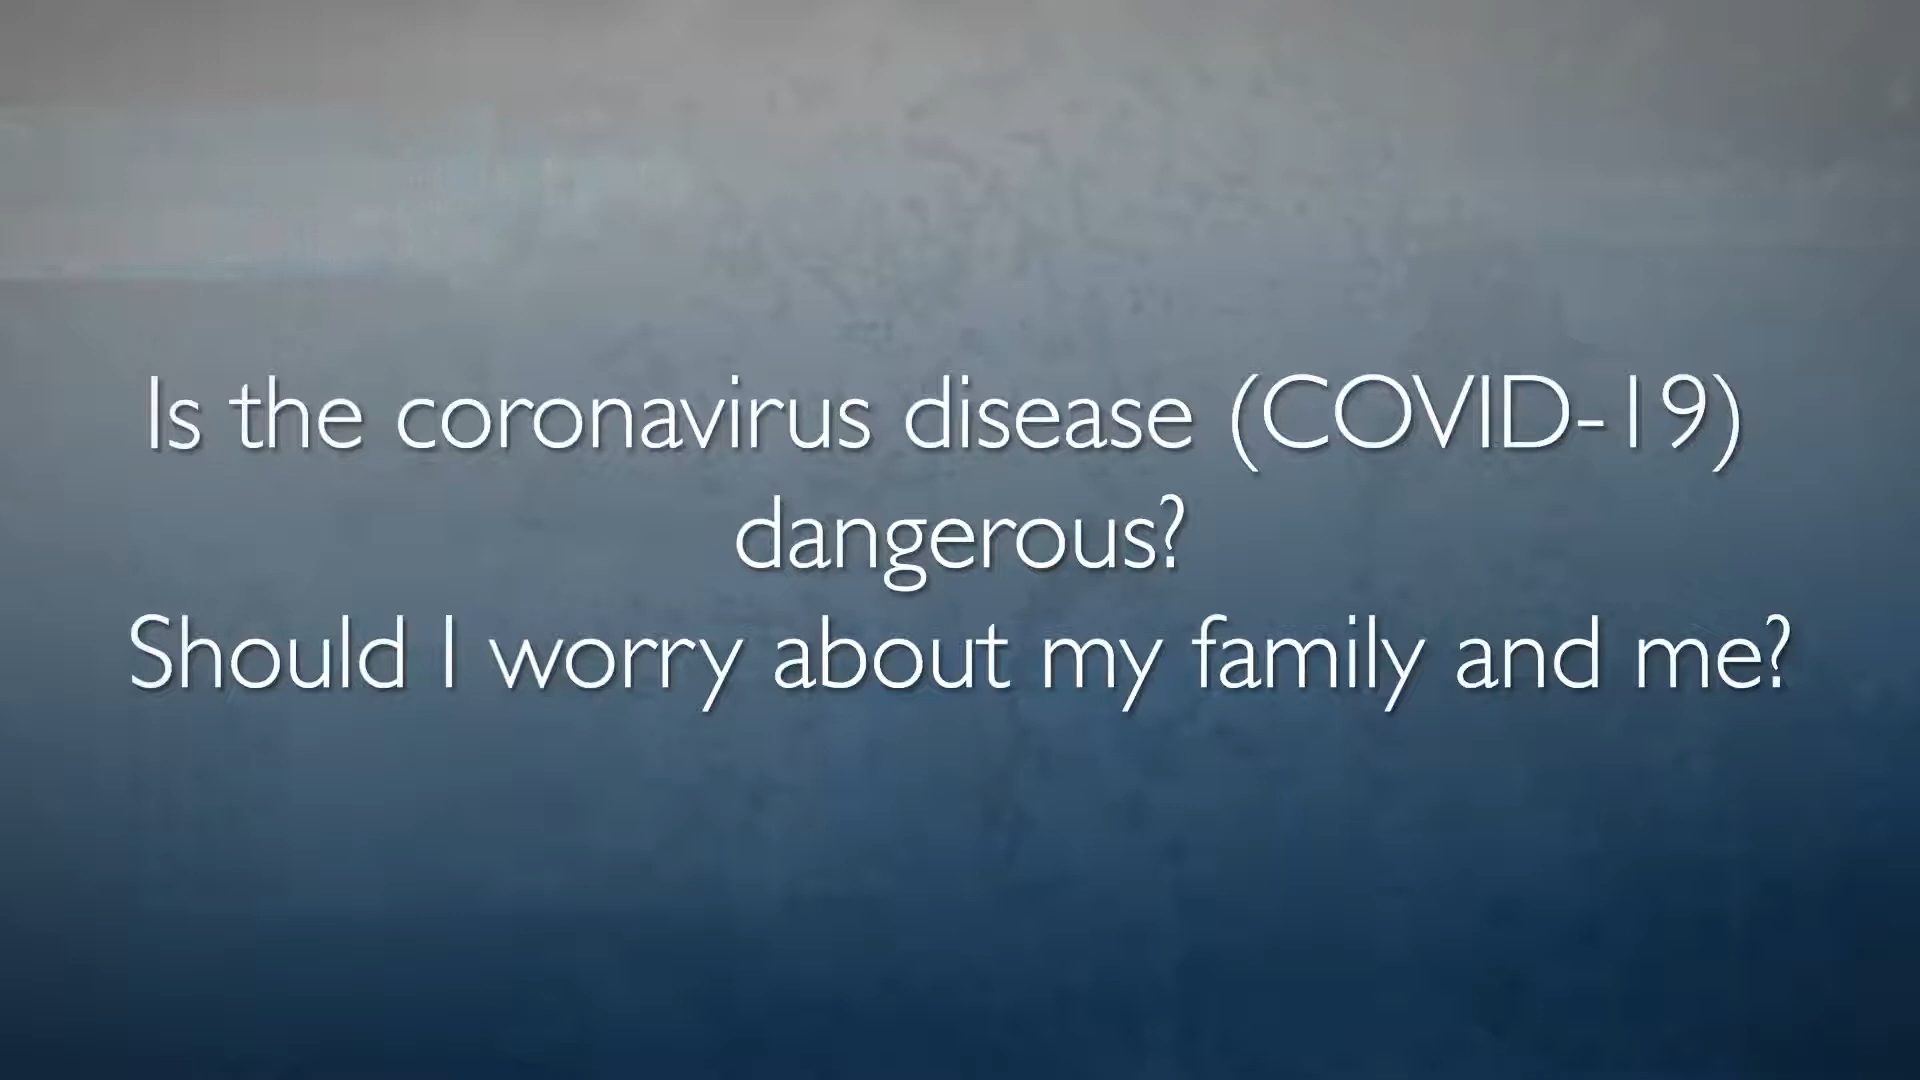 Is the coronavirus disease (COVID-19)
dangerous?
Should I worry about my family and me?